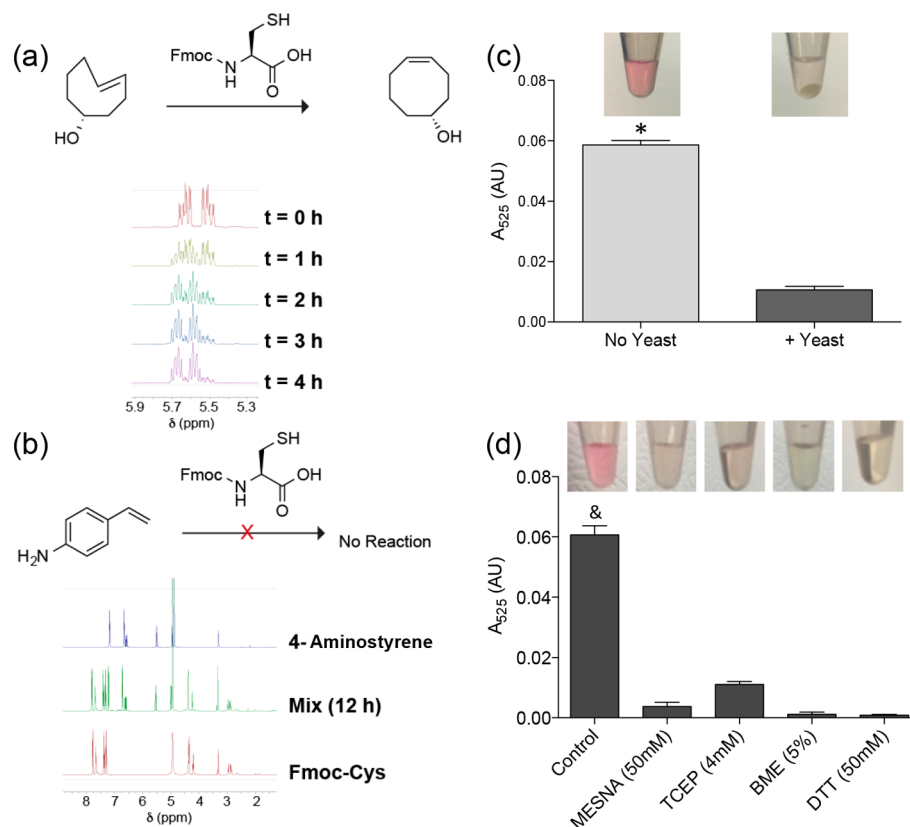 (a)
SH
Fmoc
N
H
OH
O
HO
OH
t = 0 h
t = 1 h
t = 2 h
t = 3 h
t = 4 h
5.9 5.7 5.5 5.3
δ (ppm)
(b)
SH
Fmoc
N
H
OH
O
H₂N
X
No Reaction
4- Aminostyrene
Mix (12 h)
Fmoc-Cys
8 7 6 5 4 3 2
δ (ppm)
(c)
0.08
0.06
0.04
0.02
0.00
A₅₂₅ (AU)
*
No Yeast
+ Yeast
(d)
0.08
0.06
0.04
0.02
0.00
A₅₂₅ (AU)
&
Control
MESNA (50mM)
TCEP (4mM)
BME (5%)
DTT (50mM)